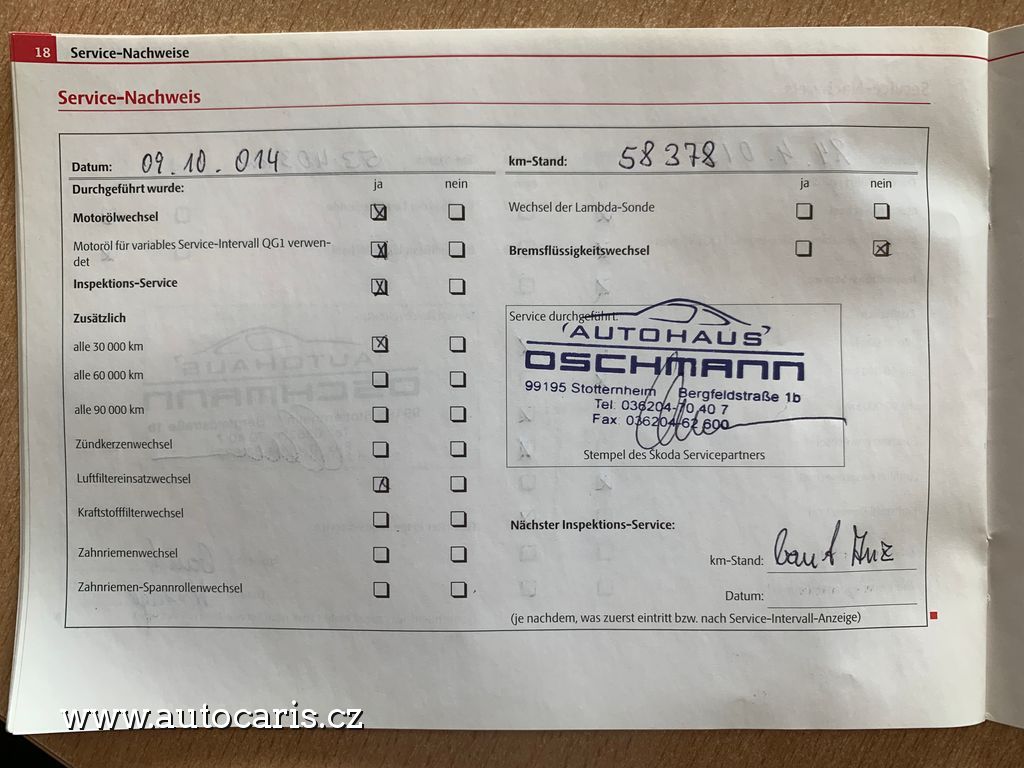 18 Service-Nachweise
Service-Nachweis
Datum: 09.10.014
km-Stand: 58378
Durchgeführt wurde: ja nein
Motorölwechsel
Motoröl für variables Service-Intervall QG1 verwen-
det
Inspektions-Service
Zusätzlich
alle 30 000 km
alle 60 000 km
alle 90 000 km
Zündkerzenwechsel
Luftfiltereinsatzwechsel
Kraftstofffilterwechsel
Zahnriemenwechsel
Zahnriemen-Spannrollenwechsel
ja nein
Wechsel der Lambda-Sonde
Bremsflüssigkeitswechsel
Service durchgeführt:
AUTOHAUS
OSCHMANN
99195 Stotternheim Bergfeldstraße 1b
Tel. 036204-70 40 7
Fax. 036204-62 600
Stempel des Skoda Servicepartners
Nächster Inspektions-Service:
km-Stand: laut Anz
Datum:
(je nachdem, was zuerst eintritt bzw. nach Service-Intervall-Anzeige)
www.autocaris.cz